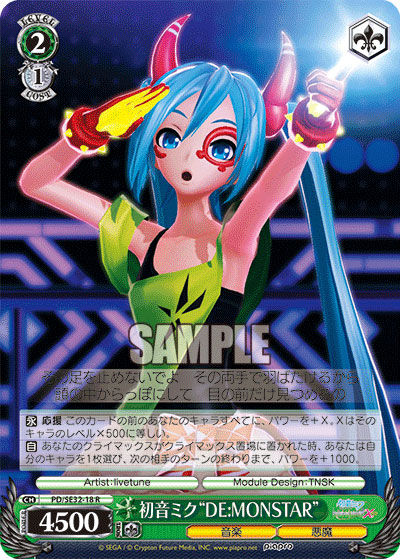 LEVEL
2
1
COST
SAMPLE
の足を止めないでよ その両手で羽ばたけるから
頭の中からっぽにして 目の前だけ見つめるの
永 応援 このカードの前のあなたのキャラすべてに、パワーを+X。Xはそ
のキャラのレベル×500に等しい。
自 あなたのクライマックスがクライマックス置場に置かれた時、あなたは自
分のキャラを1枚選び、次の相手のターンの終わりまで、パワーを+1000。
Artist:livetune
Module Design:TNSK
CH
PD/SE32-18 R
4500
POWER
初音ミク“DE:MONSTAR”
音楽
悪魔
© SEGA / © Crypton Future Media, INC. www.piapro.net piapro